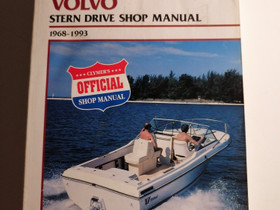 VOLVO
STERN DRIVE SHOP MANUAL
1968-1993
CLYMER'S
OFFICIAL
SHOP MANUAL